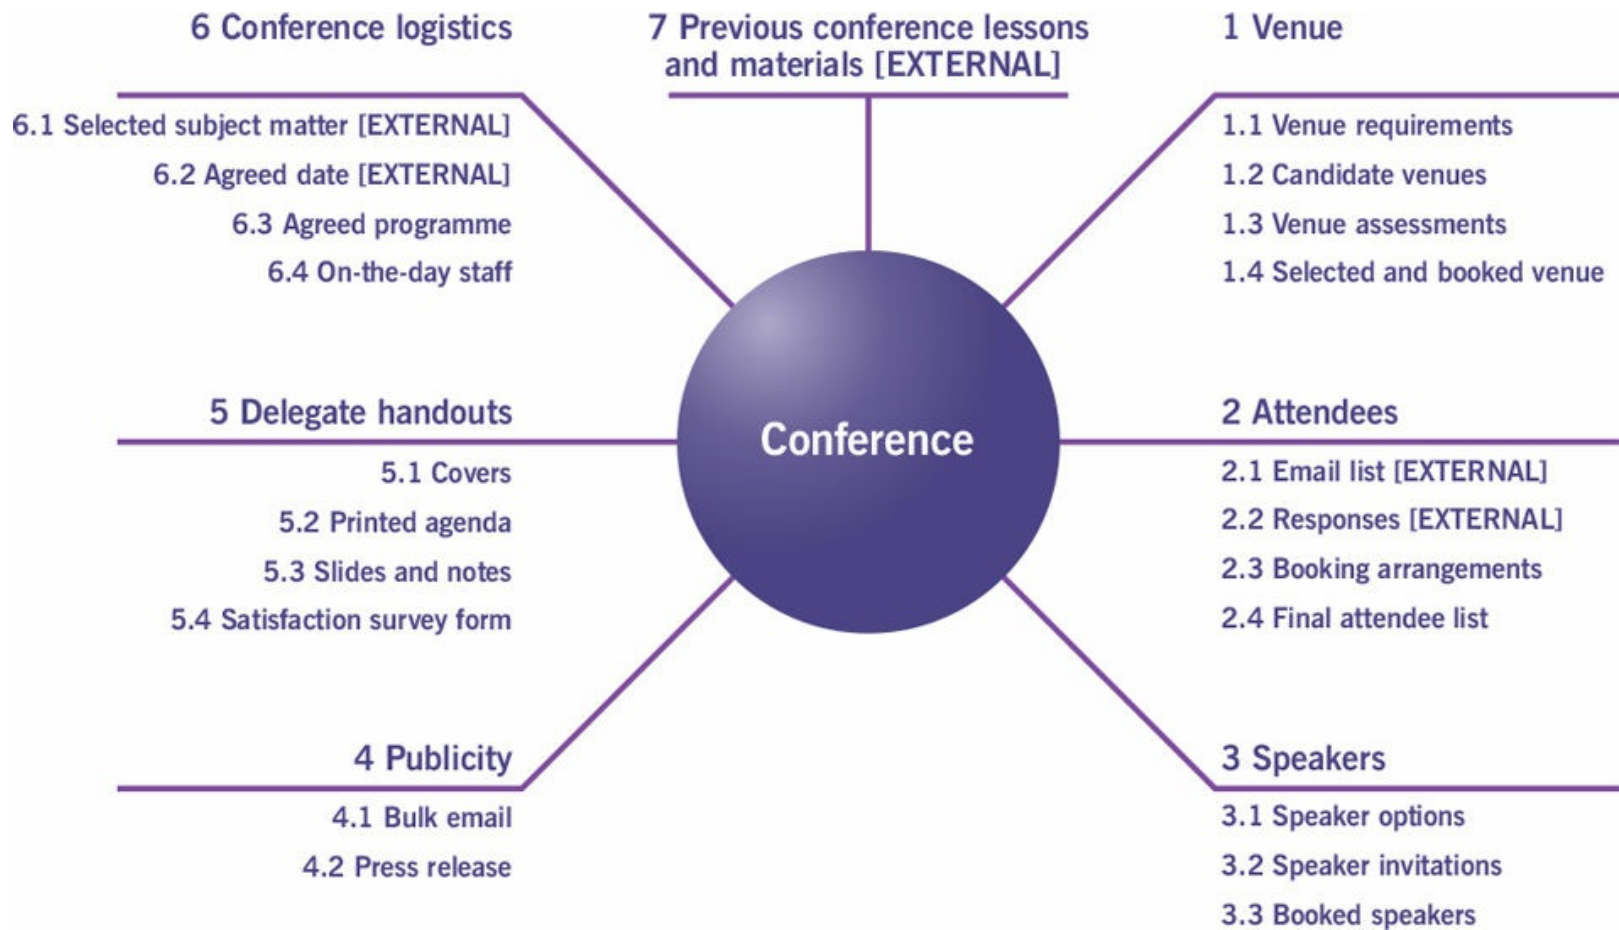 6 Conference logistics
6.1 Selected subject matter [EXTERNAL]
6.2 Agreed date [EXTERNAL]
6.3 Agreed programme
6.4 On-the-day staff
7 Previous conference lessons
and materials [EXTERNAL]
1 Venue
1.1 Venue requirements
1.2 Candidate venues
1.3 Venue assessments
1.4 Selected and booked venue
5 Delegate handouts
5.1 Covers
5.2 Printed agenda
5.3 Slides and notes
5.4 Satisfaction survey form
Conference
2 Attendees
2.1 Email list [EXTERNAL]
2.2 Responses [EXTERNAL]
2.3 Booking arrangements
2.4 Final attendee list
4 Publicity
4.1 Bulk email
4.2 Press release
3 Speakers
3.1 Speaker options
3.2 Speaker invitations
3.3 Booked speakers